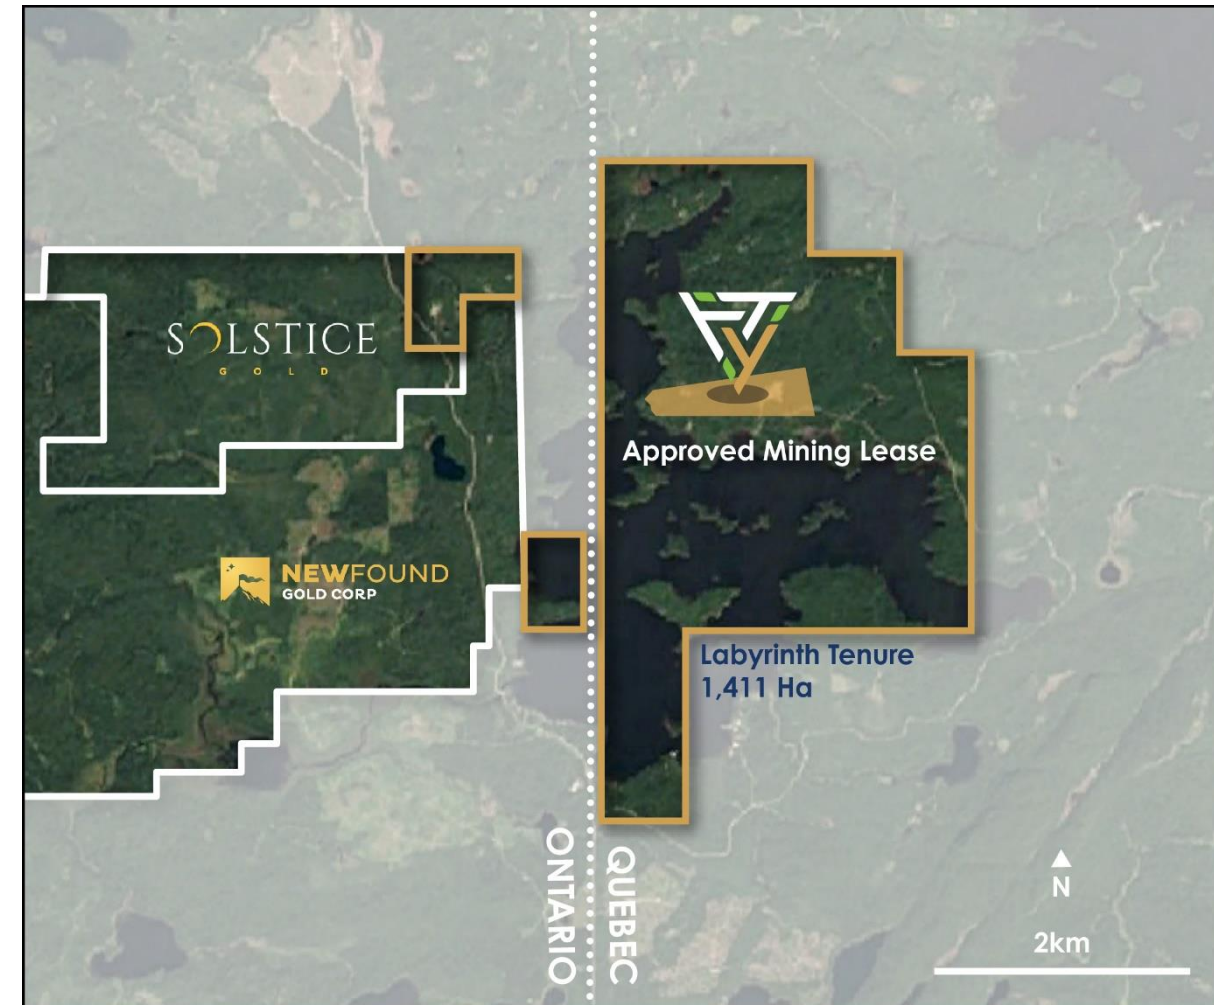 SOLSTICE
GOLD
Approved Mining Lease
NEWFOUND
GOLD CORP
Labyrinth Tenure
1,411 Ha
ONTARIO
QUEBEC
N
2km